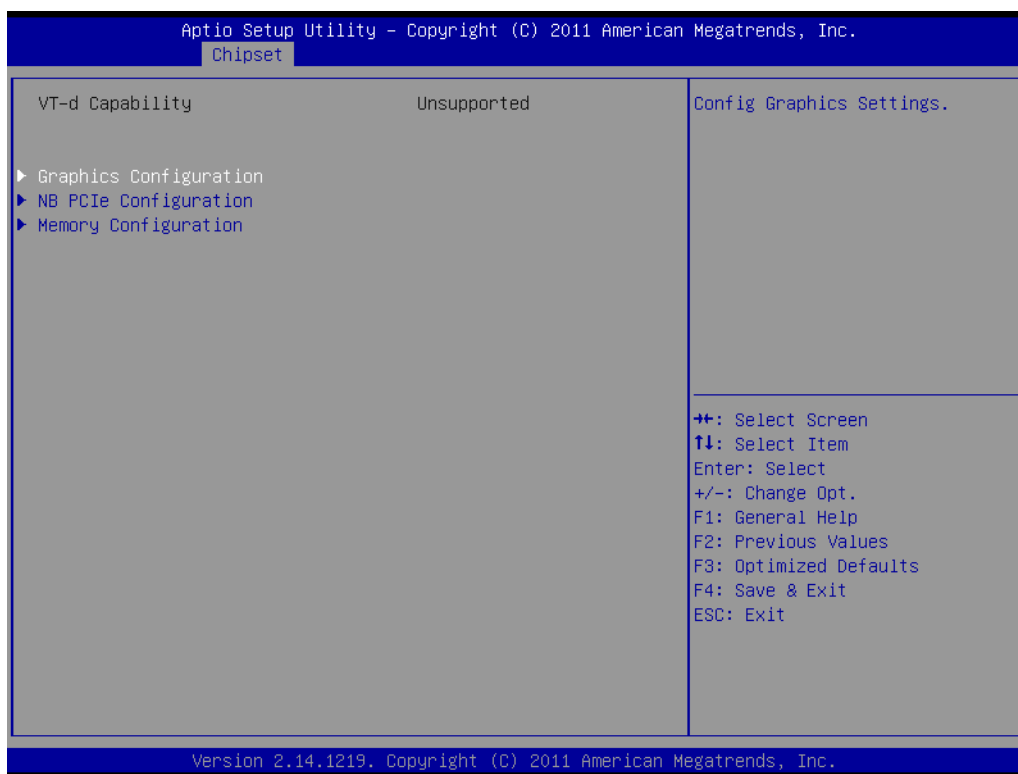 Aptio Setup Utility – Copyright (C) 2011 American Megatrends, Inc.
Chipset
VT-d Capability Unsupported
Config Graphics Settings.
► Graphics Configuration
► NB PCIe Configuration
► Memory Configuration
→←: Select Screen
↑↓: Select Item
Enter: Select
+/-: Change Opt.
F1: General Help
F2: Previous Values
F3: Optimized Defaults
F4: Save & Exit
ESC: Exit
Version 2.14.1219. Copyright (C) 2011 American Megatrends, Inc.